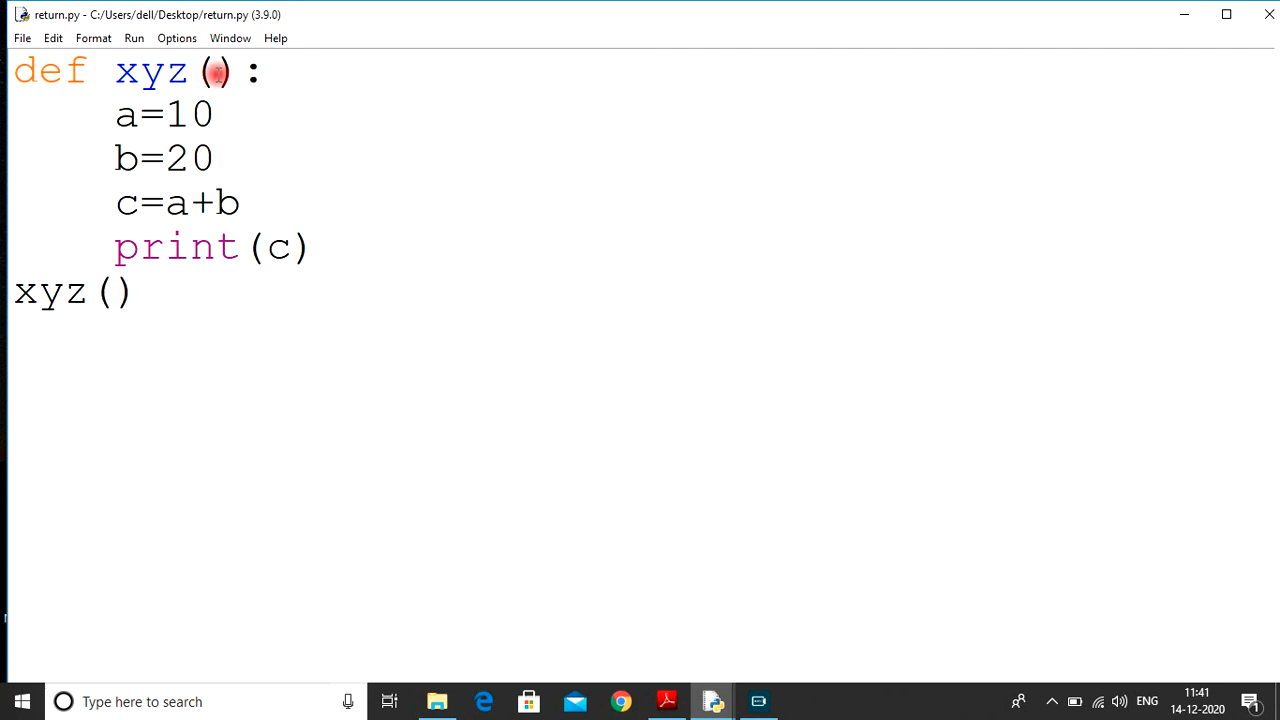 return.py - C:/Users/dell/Desktop/return.py (3.9.0)
File Edit Format Run Options Window Help
def xyz():
    a=10
    b=20
    c=a+b
    print(c)
xyz()
Type here to search
ENG
11:41
14-12-2020
1